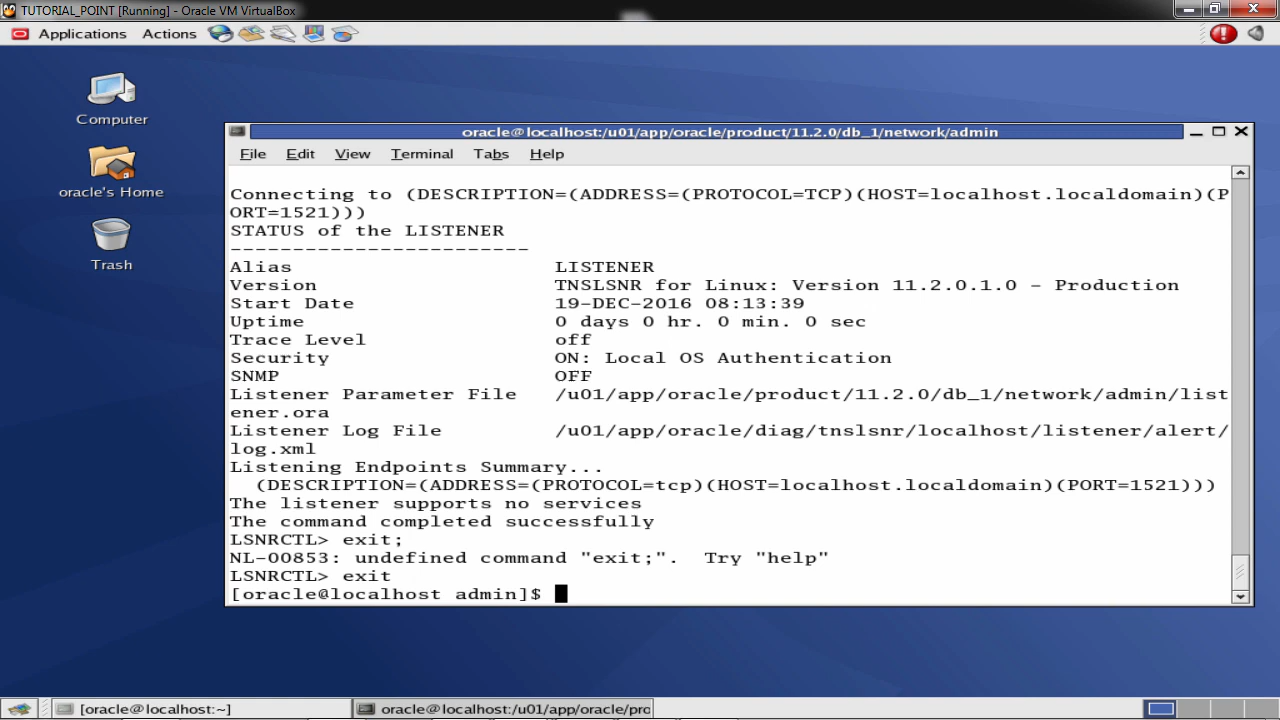 TUTORIAL_POINT [Running] - Oracle VM VirtualBox
Applications Actions
Computer
oracle's Home
Trash
oracle@localhost:/u01/app/oracle/product/11.2.0/db_1/network/admin
File Edit View Terminal Tabs Help
Connecting to (DESCRIPTION=(ADDRESS=(PROTOCOL=TCP)(HOST=localhost.localdomain)(P
ORT=1521)))
STATUS of the LISTENER
------------------------
Alias LISTENER
Version TNSLSNR for Linux: Version 11.2.0.1.0 - Production
Start Date 19-DEC-2016 08:13:39
Uptime 0 days 0 hr. 0 min. 0 sec
Trace Level off
Security ON: Local OS Authentication
SNMP OFF
Listener Parameter File /u01/app/oracle/product/11.2.0/db_1/network/admin/list
ener.ora
Listener Log File /u01/app/oracle/diag/tnslsnr/localhost/listener/alert/
log.xml
Listening Endpoints Summary...
(DESCRIPTION=(ADDRESS=(PROTOCOL=tcp)(HOST=localhost.localdomain)(PORT=1521)))
The listener supports no services
The command completed successfully
LSNRCTL> exit;
NL-00853: undefined command "exit;". Try "help"
LSNRCTL> exit
[oracle@localhost admin]$
[oracle@localhost:~]
oracle@localhost:/u01/app/oracle/pro